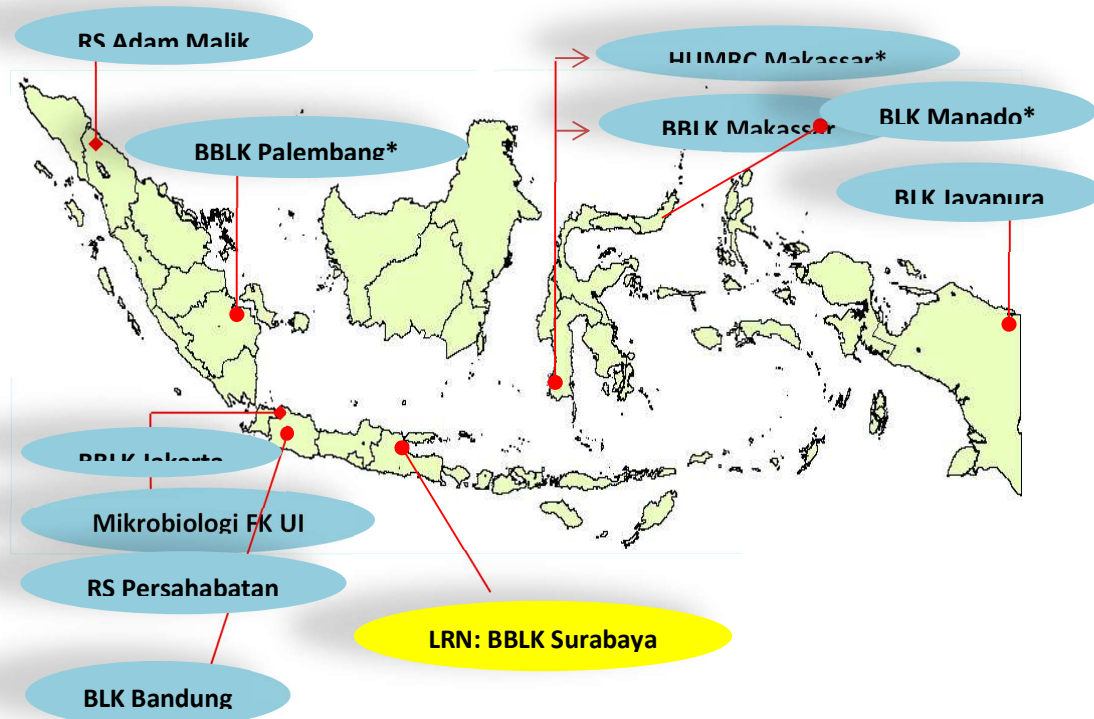 RS Adam Malik
HUMRC Makassar*
BBLK Makassar
BLK Manado*
BBLK Palembang*
BLK Jayapura
BBLK Jakarta
Mikrobiologi FK UI
RS Persahabatan
LRN: BBLK Surabaya
BLK Bandung